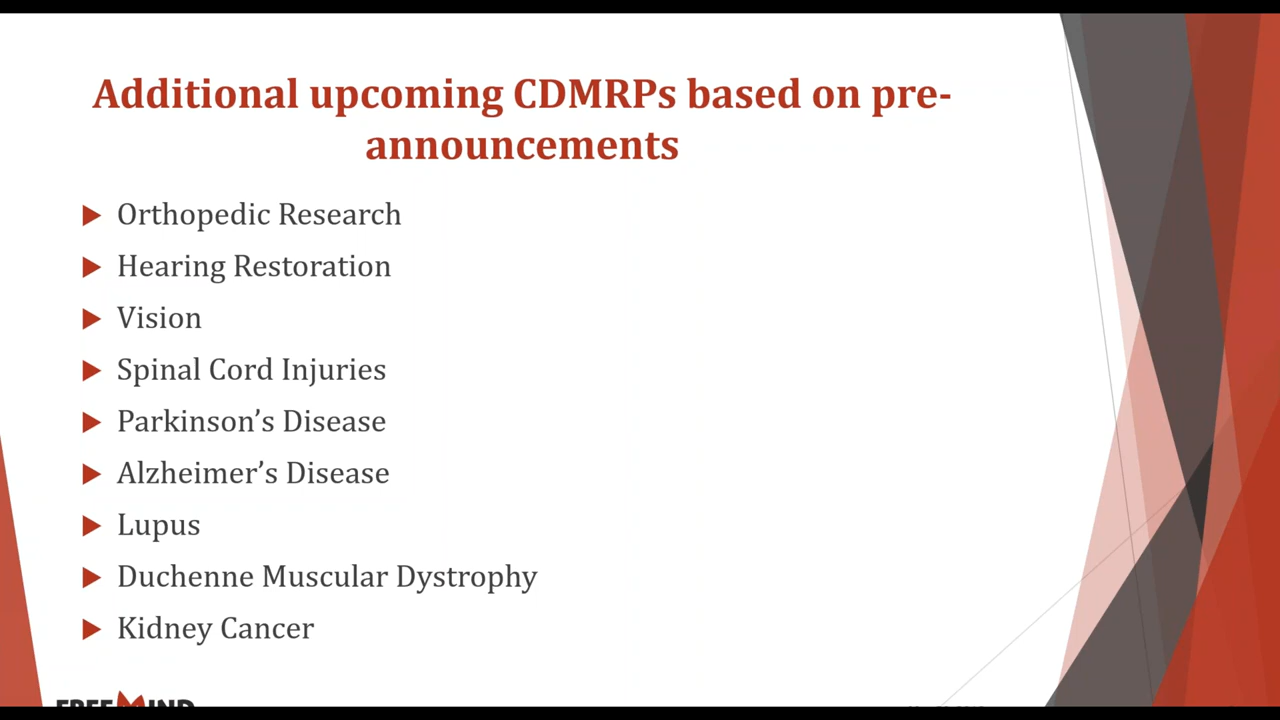 Additional upcoming CDMRPs based on pre-
announcements
Orthopedic Research
Hearing Restoration
Vision
Spinal Cord Injuries
Parkinson’s Disease
Alzheimer’s Disease
Lupus
Duchenne Muscular Dystrophy
Kidney Cancer
FREEMIND